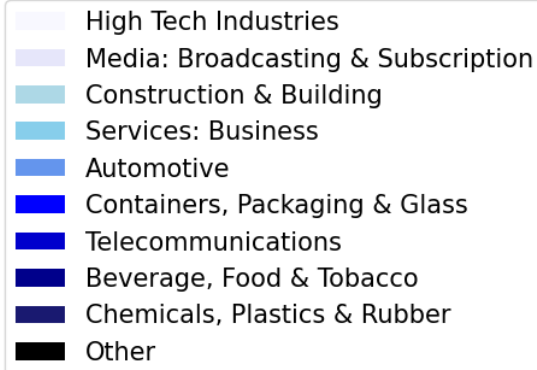 High Tech Industries
Media: Broadcasting & Subscription
Construction & Building
Services: Business
Automotive
Containers, Packaging & Glass
Telecommunications
Beverage, Food & Tobacco
Chemicals, Plastics & Rubber
Other